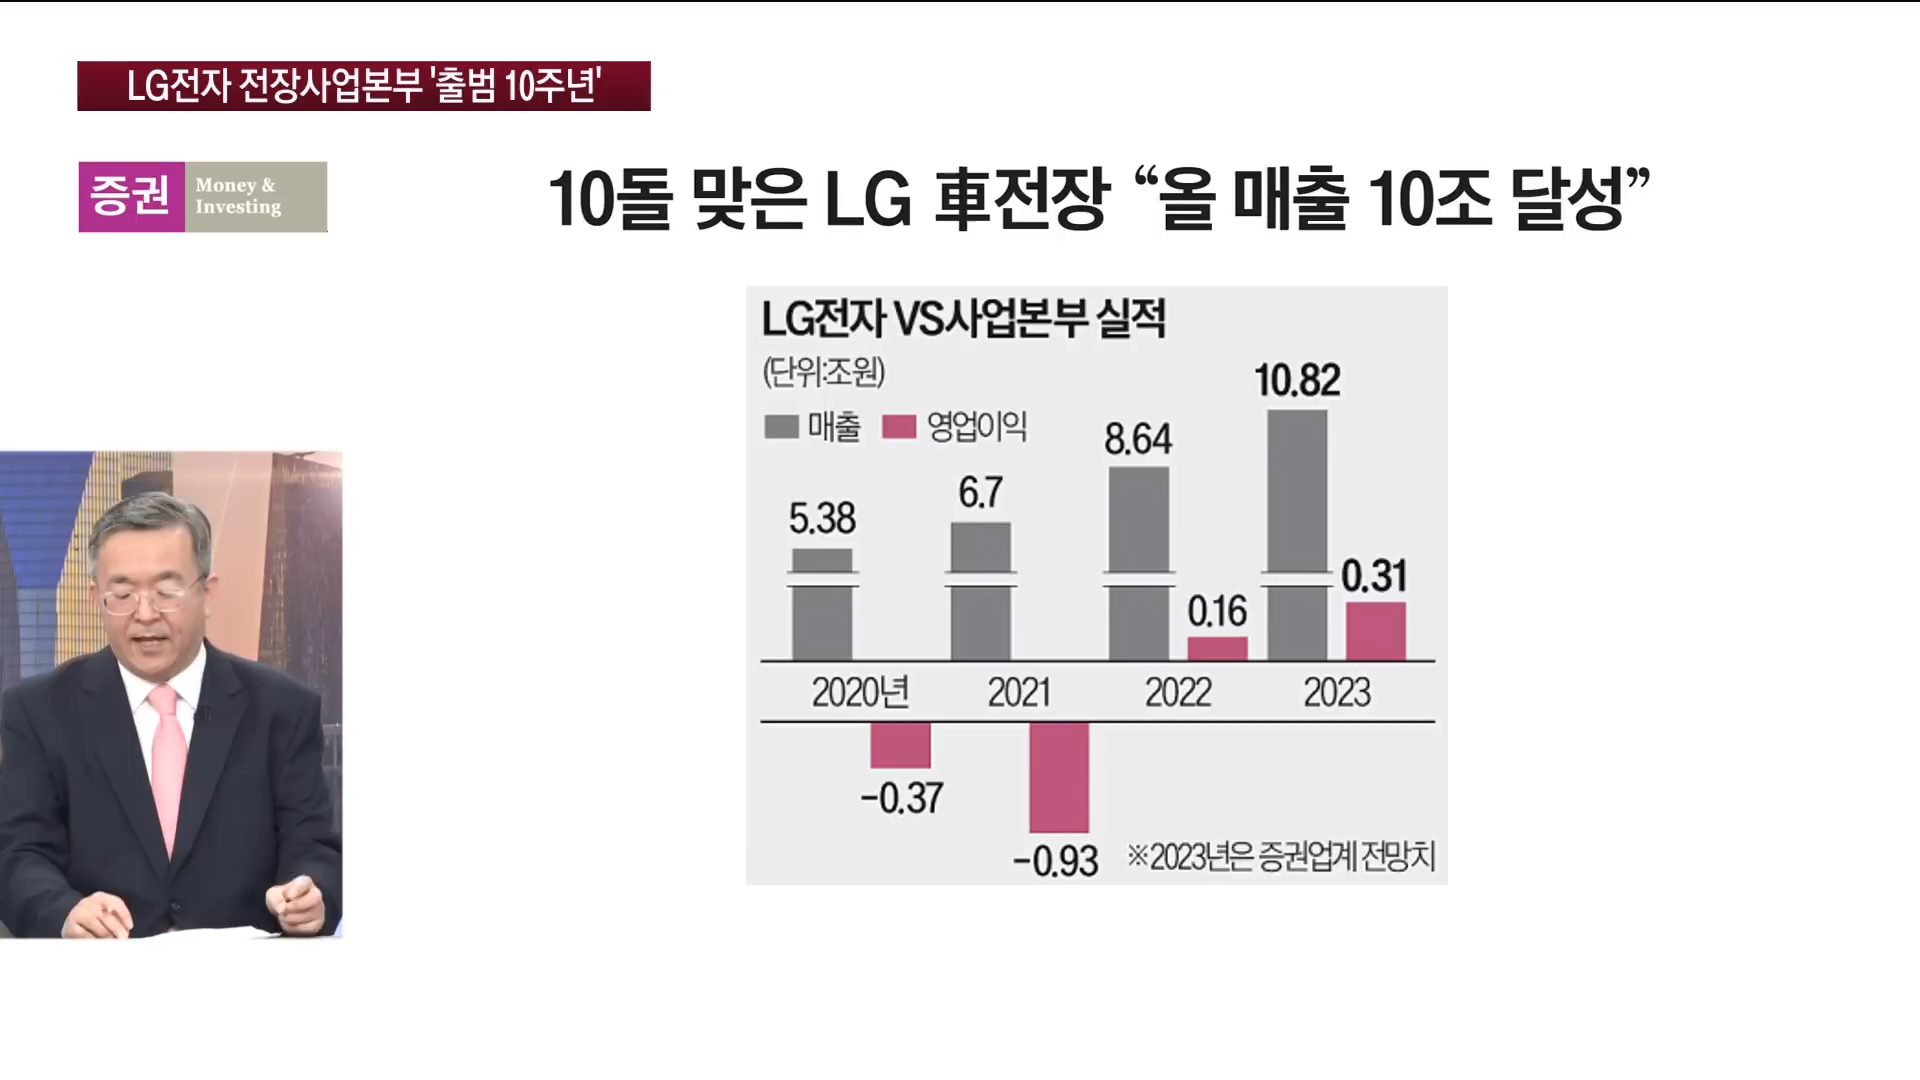 LG전자 전장사업본부 '출범 10주년'
증권
Money &
Investing
10돌 맞은 LG 車전장 “올 매출 10조 달성”
LG전자 VS사업본부 실적
(단위:조원)
매출 영업이익
5.38
6.7
8.64
0.16
10.82
0.31
2020년 2021 2022 2023
-0.37
-0.93
※2023년은 증권업계 전망치